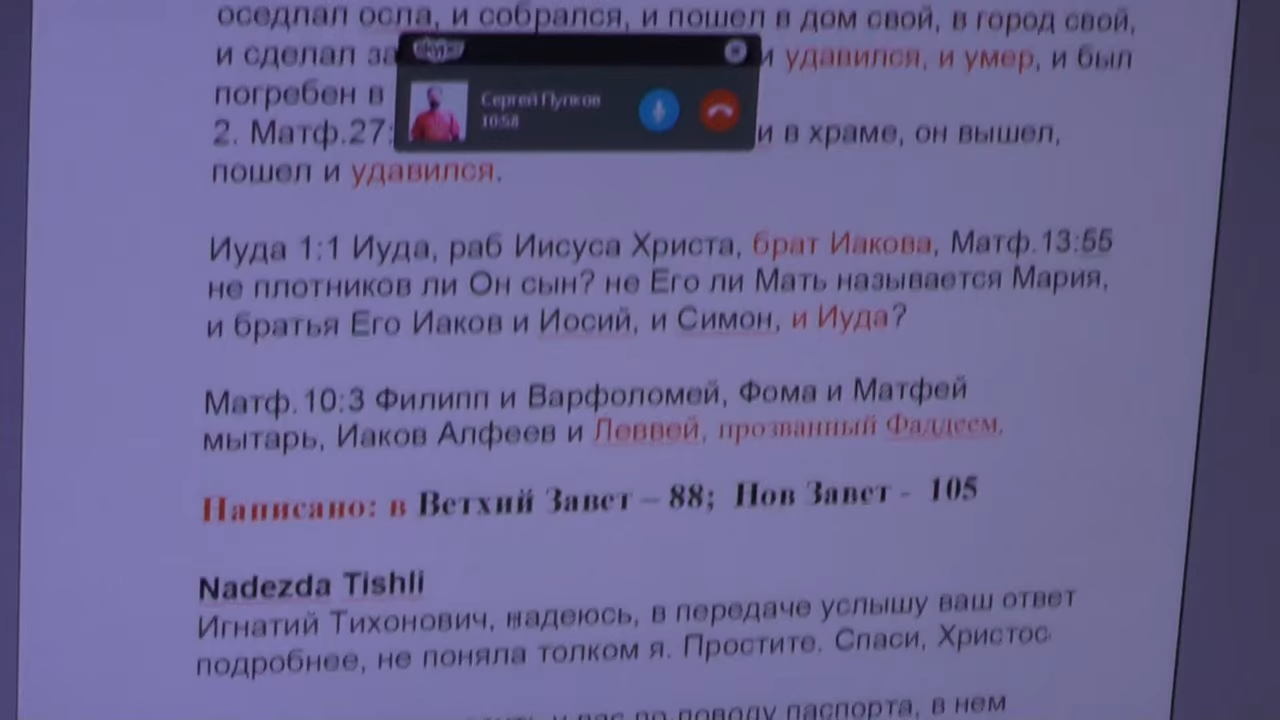 оседлал осла, и собрался, и пошел в дом свой, в город свой,
и сделал за
и удавился, и умер, и был
погребен в
2. Матф.27:
и в храме, он вышел,
пошел и удавился.
skype
Сергей Пупков
10:58
Иуда 1:1 Иуда, раб Иисуса Христа, брат Иакова, Матф.13:55
не плотников ли Он сын? не Его ли Мать называется Мария,
и братья Его Иаков и Иосий, и Симон, и Иуда?
Матф.10:3 Филипп и Варфоломей, Фома и Матфей
мытарь, Иаков Алфеев и Леввей, прозванный Фаддеем,
Написано: в Ветхий Завет – 88; Нов Завет - 105
Nadezda Tishli
Игнатий Тихонович, надеюсь, в передаче услышу ваш ответ
подробнее, не поняла толком я. Простите. Спаси, Христос
у вас по поводу паспорта, в нем